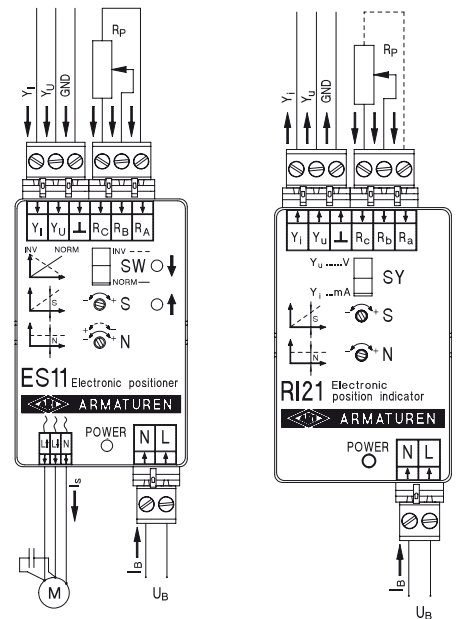 R_P
Y_I
Y_U
GND
Y_I Y_U ⊥ R_C R_B R_A
INV NORM
INV
NORM
SW
S
S
N
N
ES11 Electronic positioner
ARMATUREN
POWER
N L
N
I_S
I_B
M
U_B
R_P
Y_i
Y_u
GND
Y_i Y_u ⊥ R_c R_b R_a
Y_u ......V
Y_i ...mA
SY
S
S
N
N
RI21 Electronic
position indicator
ARMATUREN
POWER
N L
I_B
U_B